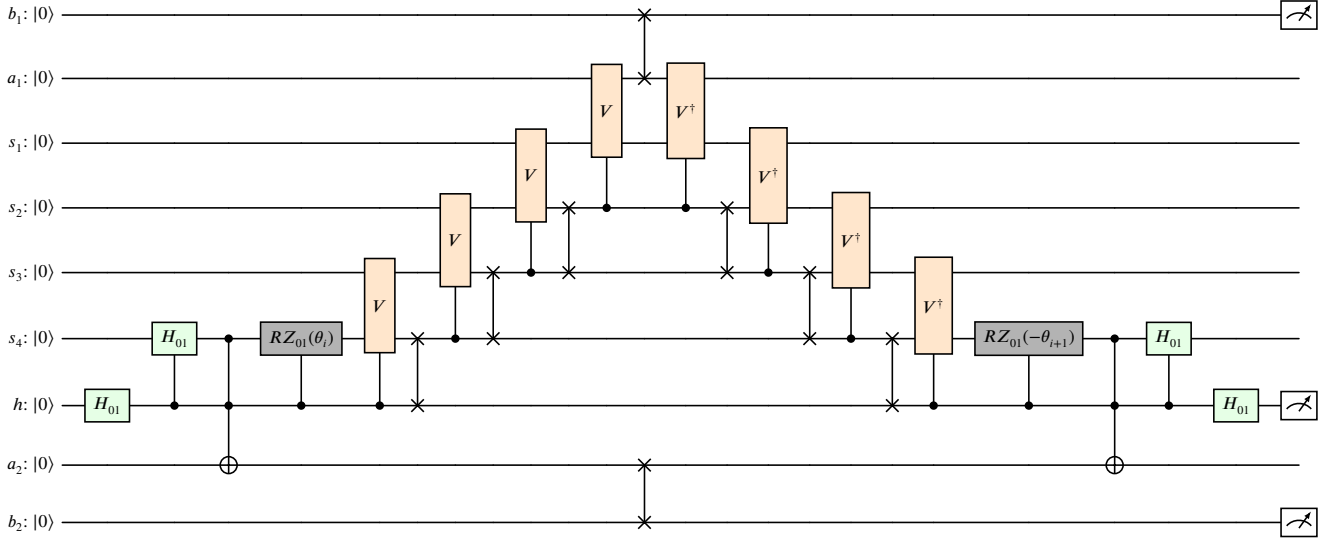 b₁: |0⟩
a₁: |0⟩
V V†
s₁: |0⟩
V V†
s₂: |0⟩
V V†
s₃: |0⟩
V V†
s₄: |0⟩ H₀₁ RZ₀₁(θᵢ) RZ₀₁(−θᵢ₊₁) H₀₁
h: |0⟩ H₀₁ H₀₁
a₂: |0⟩
b₂: |0⟩